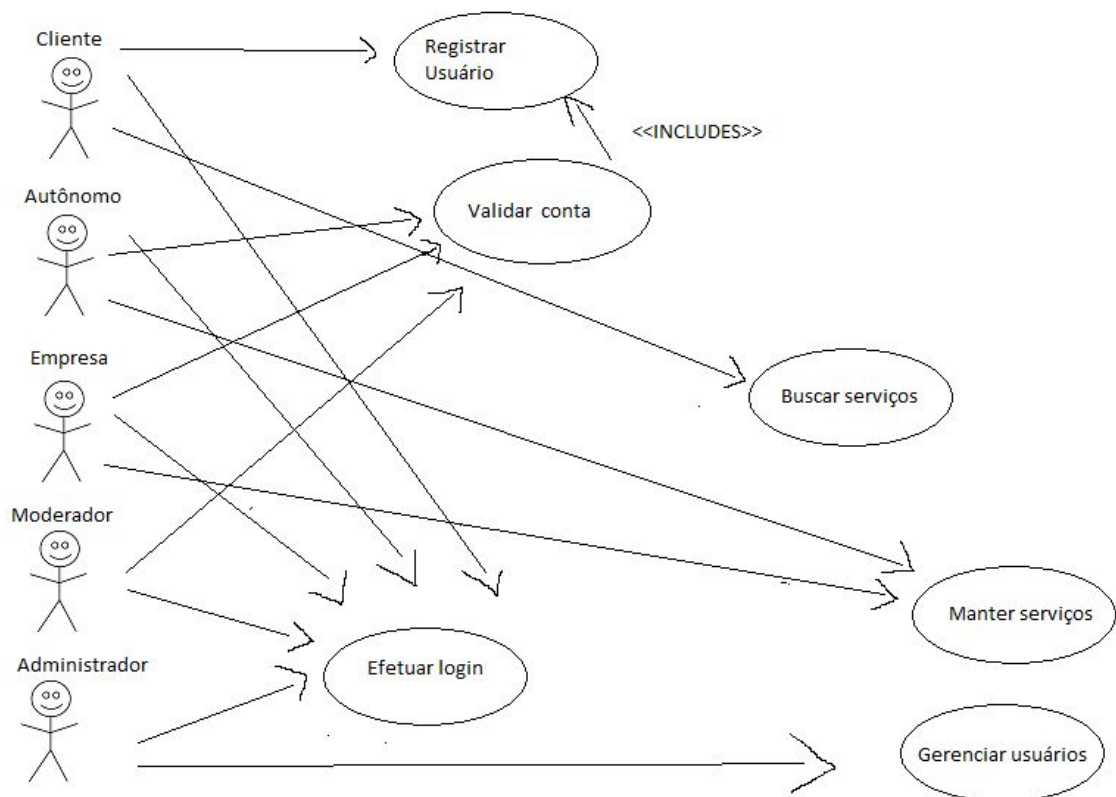 Cliente
Registrar
Usuário
<<INCLUDES>>
Autônomo
Validar conta
Empresa
Buscar serviços
Moderador
Manter serviços
Administrador
Efetuar login
Gerenciar usuários